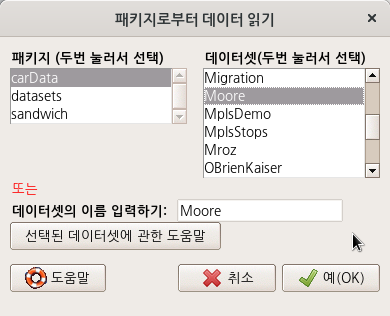 패키지로부터 데이터 읽기
패키지 (두번 눌러서 선택)
carData
datasets
sandwich
데이터셋(두번 눌러서 선택)
Migration
Moore
MplsDemo
MplsStops
Mroz
OBrienKaiser
또는
데이터셋의 이름 입력하기: Moore
선택된 데이터셋에 관한 도움말
도움말 취소 예(OK)